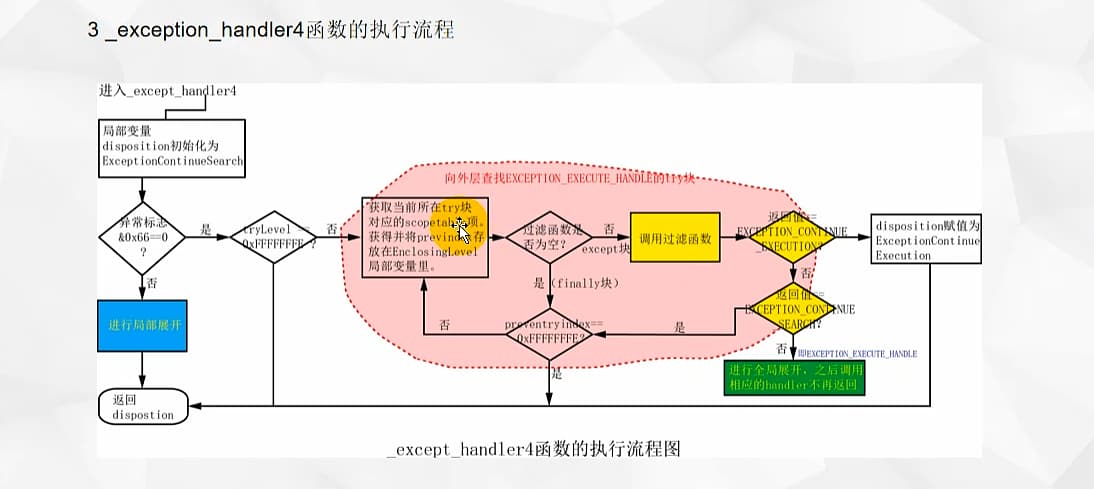 3 _exception_handler4函数的执行流程
进入_except_handler4
局部变量
disposition初始化为
ExceptionContinueSearch
异常标志
&0x66==0
?
是
否
进行局部展开
返回
dispostion
tryLevel ==
0xFFFFFFFE ?
否
向外层查找EXCEPTION_EXECUTE_HANDLE的try块
获取当前所在try块
对应的scopetable项。
获得并将previndex存
放在EnclosingLevel
局部变量里。
过滤函数是
否为空?
否
except块
是(finally块)
调用过滤函数
返回值==
EXCEPTION_CONTINUE
_EXECUTION?
disposition赋值为
ExceptionContinue
Execution
否
返回值==
EXCEPTION_CONTINUE
SEARCH?
是
否
即EXCEPTION_EXECUTE_HANDLE
进行全局展开,之后调用
相应的handler不再返回
preventryindex==
0xFFFFFFFE?
否
是
_except_handler4函数的执行流程图